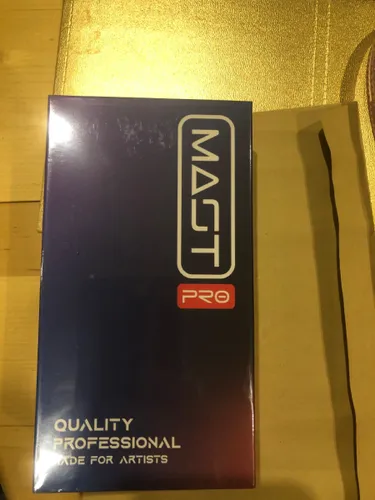 MAST
PRO
QUALITY
PROFESSIONAL
MADE FOR ARTISTS